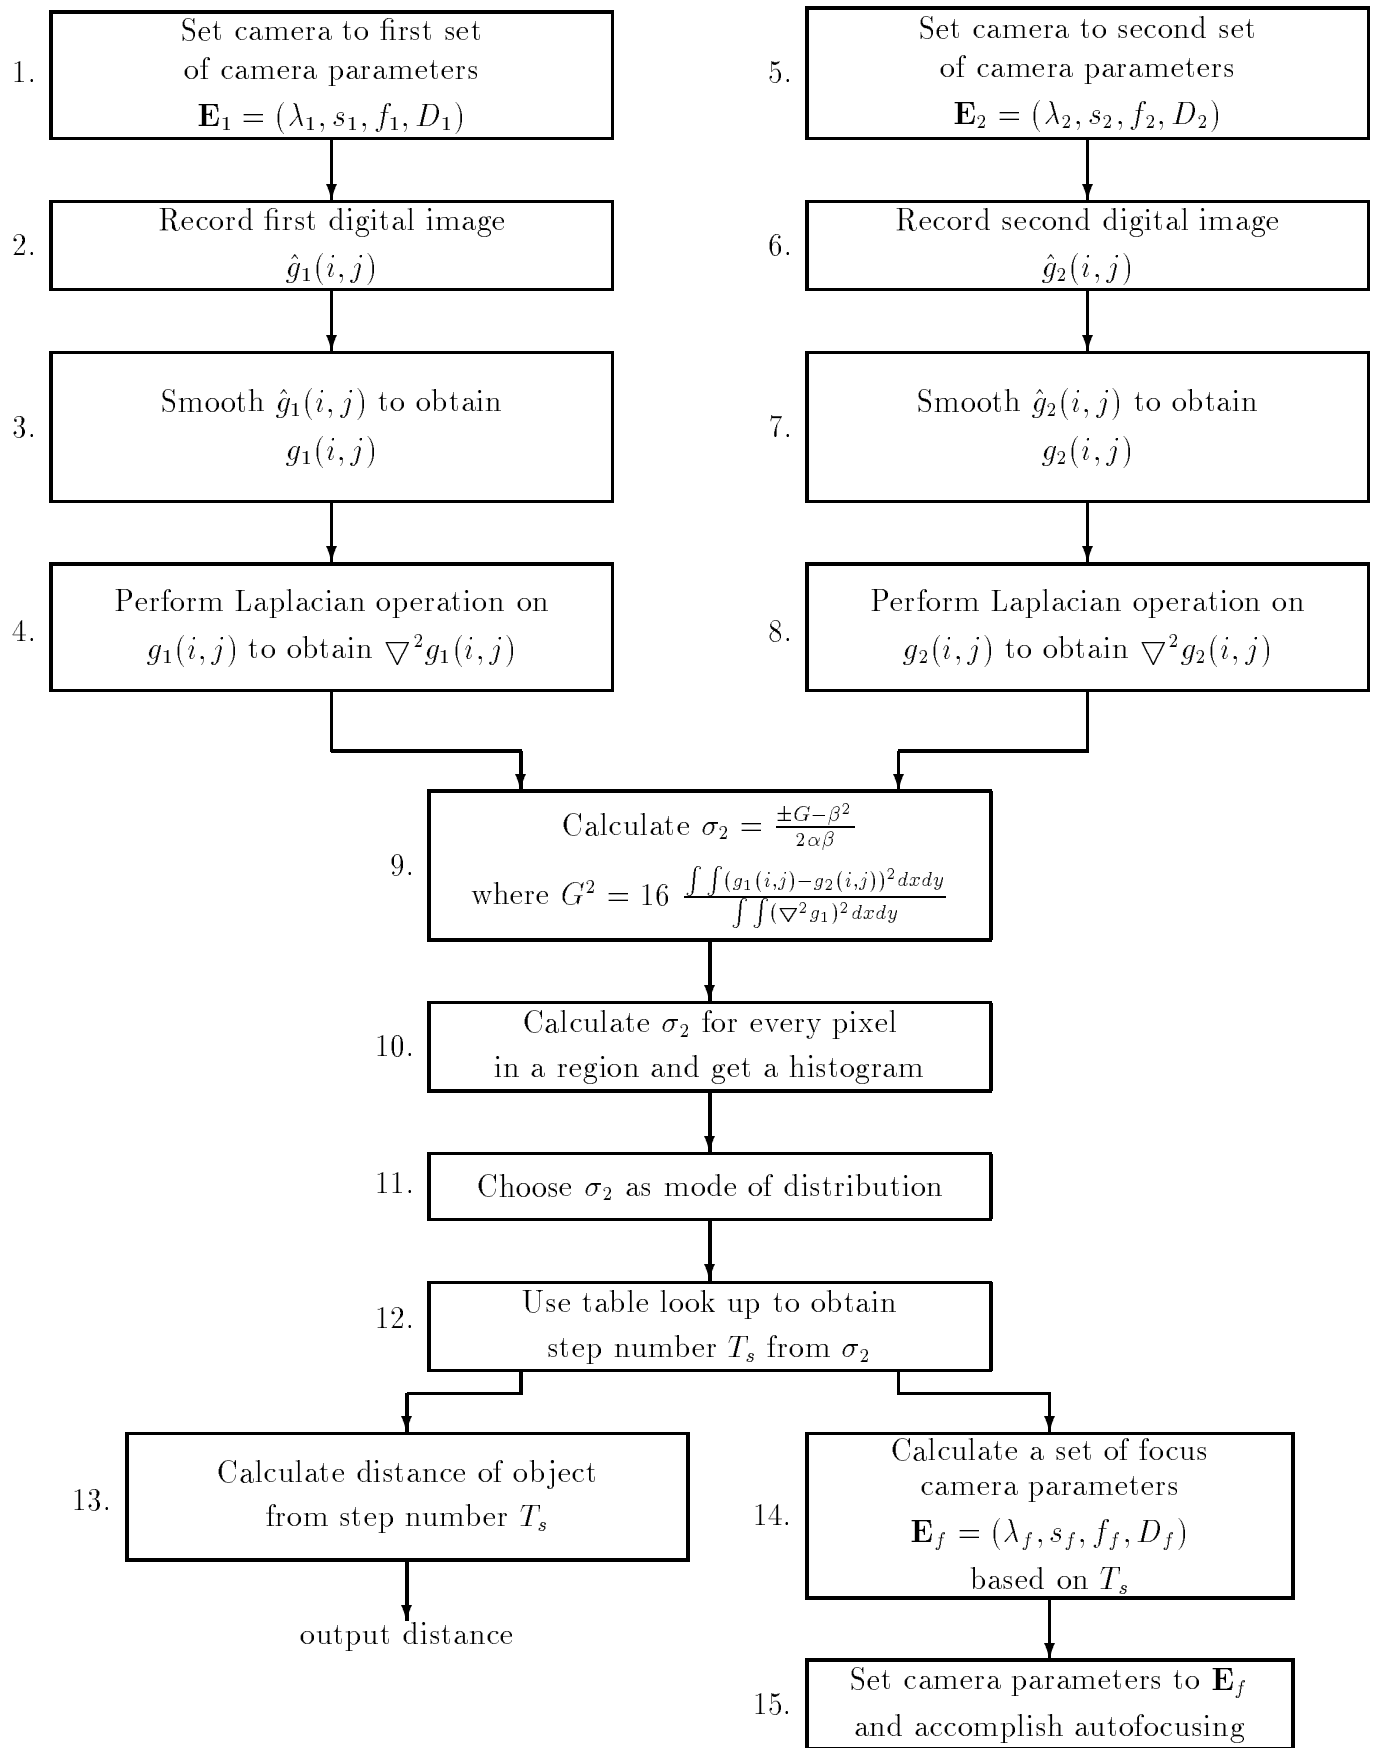 1.
Set camera to first set
of camera parameters
E₁ = (λ₁, s₁, f₁, D₁)
2.
Record first digital image
ĝ₁(i, j)
3.
Smooth ĝ₁(i, j) to obtain
g₁(i, j)
4.
Perform Laplacian operation on
g₁(i, j) to obtain ▽²g₁(i, j)
5.
Set camera to second set
of camera parameters
E₂ = (λ₂, s₂, f₂, D₂)
6.
Record second digital image
ĝ₂(i, j)
7.
Smooth ĝ₂(i, j) to obtain
g₂(i, j)
8.
Perform Laplacian operation on
g₂(i, j) to obtain ▽²g₂(i, j)
9.
Calculate σ₂ = (±G−β²)/(2αβ)
where G² = 16 ∫∫(g₁(i,j)−g₂(i,j))²dxdy / ∫∫(▽²g₁)²dxdy
10.
Calculate σ₂ for every pixel
in a region and get a histogram
11.
Choose σ₂ as mode of distribution
12.
Use table look up to obtain
step number Tₛ from σ₂
13.
Calculate distance of object
from step number Tₛ
output distance
14.
Calculate a set of focus
camera parameters
E_f = (λ_f, s_f, f_f, D_f)
based on Tₛ
15.
Set camera parameters to E_f
and accomplish autofocusing